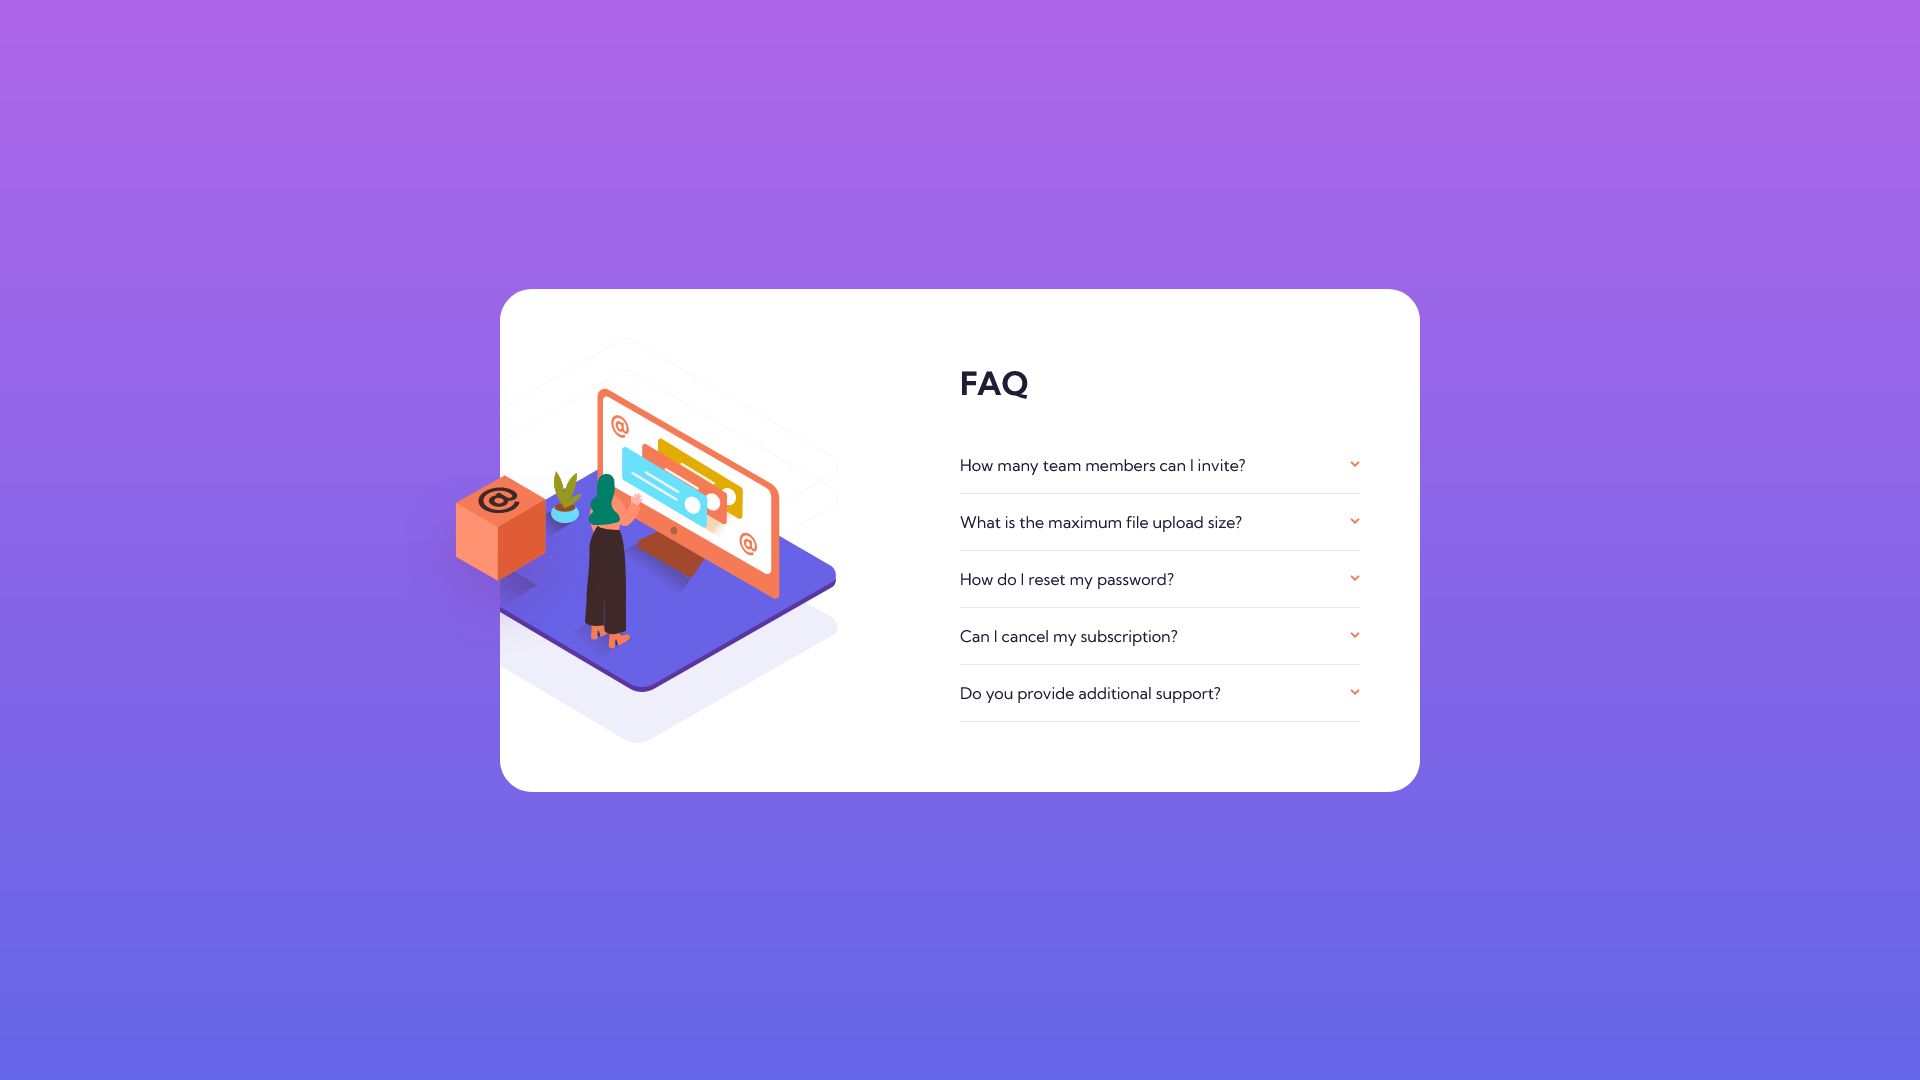 FAQ
How many team members can I invite?
What is the maximum file upload size?
How do I reset my password?
Can I cancel my subscription?
Do you provide additional support?
@
@
@